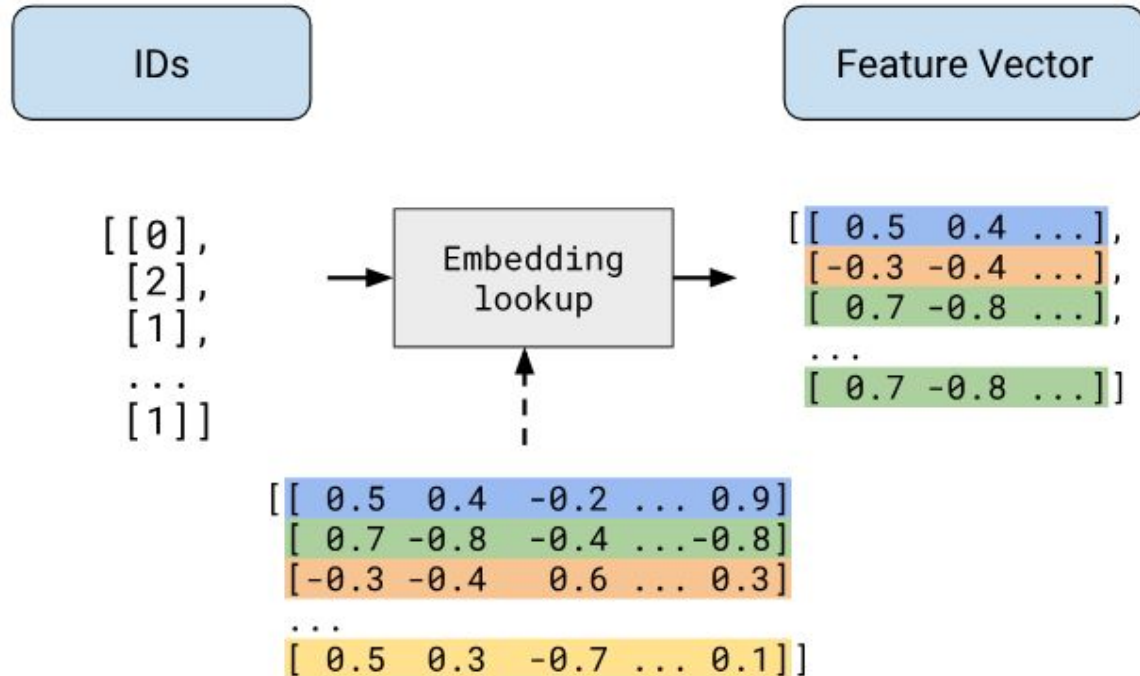 IDs
Feature Vector
[[0],
[2],
[1],
...
[1]]
Embedding
lookup
[[ 0.5 0.4 ...],
[-0.3 -0.4 ...],
[ 0.7 -0.8 ...],
...
[ 0.7 -0.8 ...]]
[[ 0.5 0.4 -0.2 ... 0.9]
[ 0.7 -0.8 -0.4 ...-0.8]
[-0.3 -0.4 0.6 ... 0.3]
...
[ 0.5 0.3 -0.7 ... 0.1]]